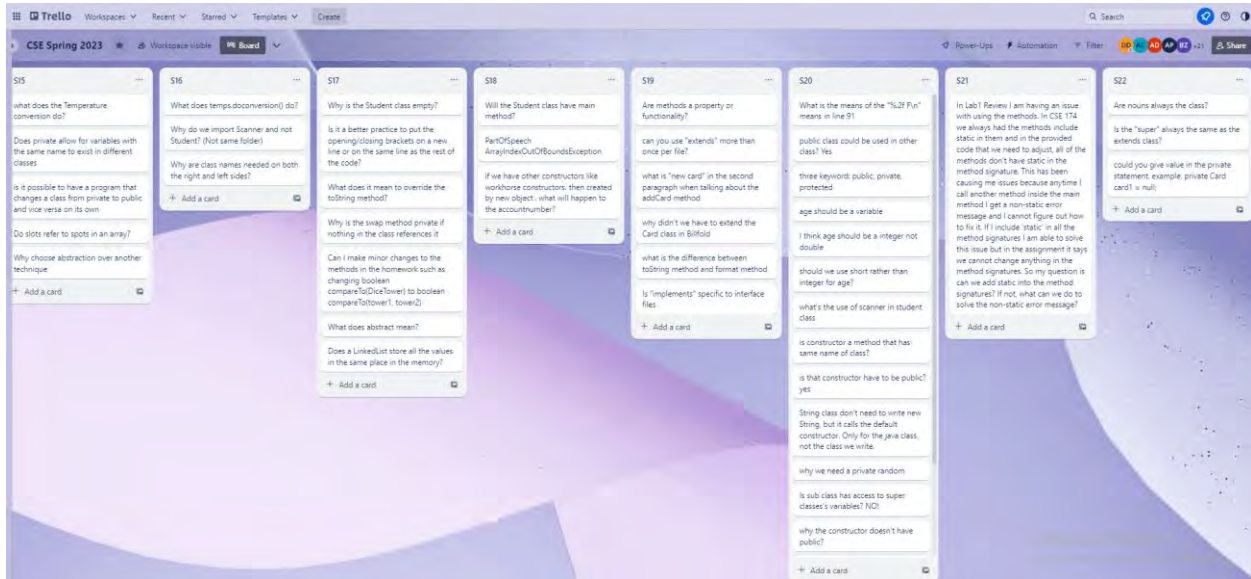 Trello
Workspaces
Recent
Starred
Templates
Create
Search
CSE Spring 2023
Workspace visible
Board
Power-Ups
Automation
Filter
DD
AD
AP
BZ
+21
Share
S15
what does the Temperature
conversion do?
Does private allow for variables with
the same name to exist in different
classes
is it possible to have a program that
changes a class from private to public
and vice versa on its own
Do slots refer to spots in an array?
Why choose abstraction over another
technique
+ Add a card
S16
What does temps.doconversion() do?
Why do we import Scanner and not
Student? (Not same folder)
Why are class names needed on both
the right and left sides?
+ Add a card
S17
Why is the Student class empty?
Is it a better practice to put the
opening/closing brackets on a new
line or on the same line as the rest of
the code?
What does it mean to override the
toString method?
Why is the swap method private if
nothing in the class references it
Can I make minor changes to the
methods in the homework such as
changing boolean
compareTo(DiceTower) to boolean
compareTo(tower1, tower2)
What does abstract mean?
Does a LinkedList store all the values
in the same place in the memory?
+ Add a card
S18
Will the Student class have main
method?
PartOfSpeech
ArrayIndexOutOfBoundsException
if we have other constructors like
workhorse constructors, then created
by new object , what will happen to
the accountnumber?
+ Add a card
S19
Are methods a property or
functionality?
can you use "extends" more than
once per file?
what is "new card" in the second
paragraph when talking about the
addCard method
why didn't we have to extend the
Card class in Billfold
what is the difference between
toString method and format method
Is "implements" specific to interface
files
+ Add a card
S20
What is the means of the "%.2f F\n"
means in line 91
public class could be used in other
class? Yes
three keyword: public, private,
protected
age should be a variable
I think age should be a integer not
double
should we use short rather than
integer for age?
what's the use of scanner in student
class
is constructor a method that has
same name of class?
is that constructor have to be public?
yes
String class don't need to write new
String, but it calls the default
constructor. Only for the java class,
not the class we write.
why we need a private random
Is sub class has access to super
classes's variables? NO!
why the constructor doesn't have
public?
+ Add a card
S21
In Lab1 Review I am having an issue
with using the methods. In CSE 174
we always had the methods include
static in them and in the provided
code that we need to adjust, all of the
methods don't have static in the
method signature. This has been
causing me issues because anytime I
call another method inside the main
method I get a non-static error
message and I cannot figure out how
to fix it. If I include 'static' in all the
method signatures I am able to solve
this issue but in the assignment it says
we cannot change anything in the
method signatures. So my question is
can we add static into the method
signatures? If not, what can we do to
solve the non-static error message?
+ Add a card
S22
Are nouns always the class?
Is the "super" always the same as the
extends class?
could you give value in the private
statement. example. private Card
card1 = null;
+ Add a card